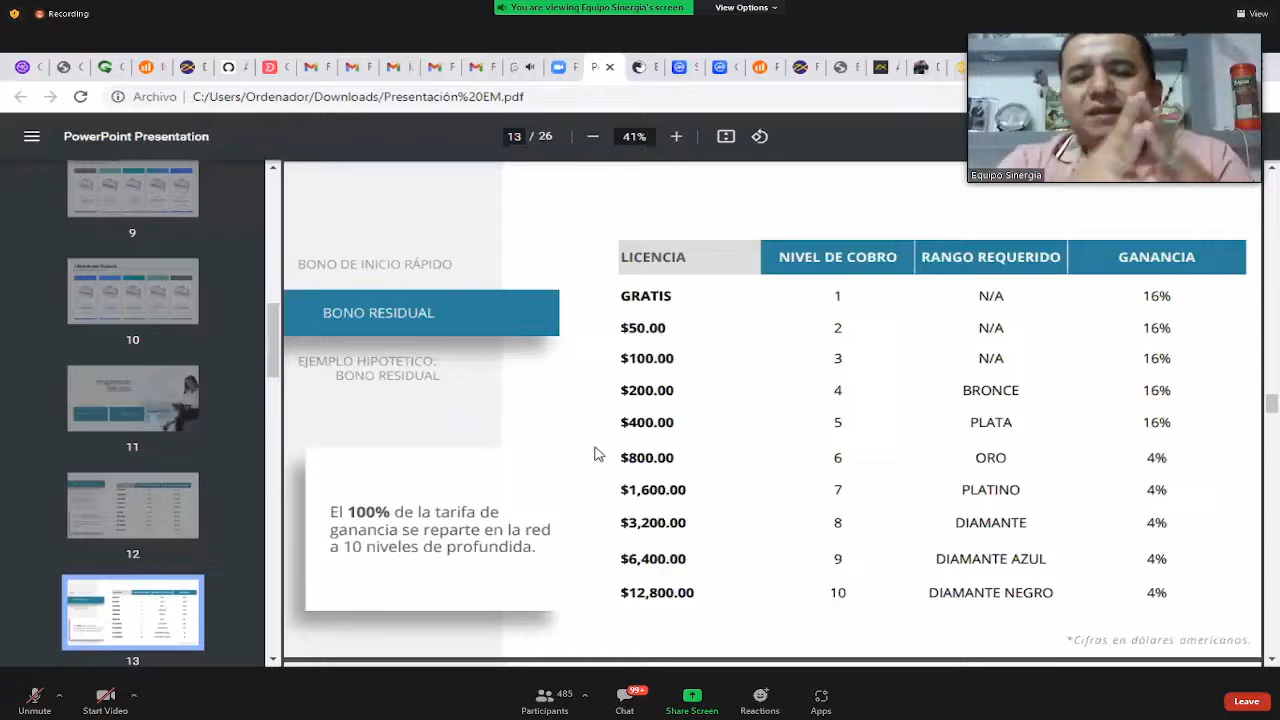 Recording
You are viewing Equipo Sinergia's screen
View Options
View
Archivo
C:/Users/Ordenador/Downloads/Presentación%20EM.pdf
PowerPoint Presentation
13 / 26
41%
Equipo Sinergia
9
10
11
12
13
BONO DE INICIO RÁPIDO
BONO RESIDUAL
EJEMPLO HIPOTETICO:
BONO RESIDUAL
El 100% de la tarifa de
ganancia se reparte en la red
a 10 niveles de profundida.
LICENCIA NIVEL DE COBRO RANGO REQUERIDO GANANCIA
GRATIS 1 N/A 16%
$50.00 2 N/A 16%
$100.00 3 N/A 16%
$200.00 4 BRONCE 16%
$400.00 5 PLATA 16%
$800.00 6 ORO 4%
$1,600.00 7 PLATINO 4%
$3,200.00 8 DIAMANTE 4%
$6,400.00 9 DIAMANTE AZUL 4%
$12,800.00 10 DIAMANTE NEGRO 4%
*Cifras en dólares americanos.
Unmute
Start Video
485
Participants
99+
Chat
Share Screen
Reactions
Apps
Leave